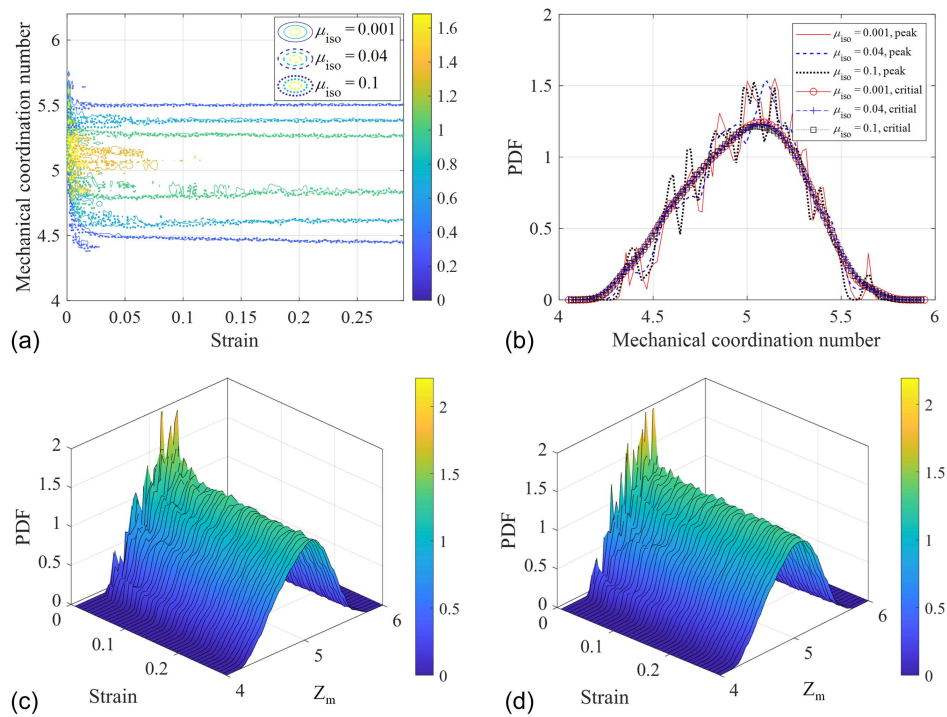 Mechanical coordination number
6
5.5
5
4.5
4
0
0.05
0.1
0.15
0.2
0.25
Strain
μiso = 0.001
μiso = 0.04
μiso = 0.1
1.6
1.4
1.2
1
0.8
0.6
0.4
0.2
0
(a)
PDF
2
1.5
1
0.5
0
4
4.5
5
5.5
6
Mechanical coordination number
μiso = 0.001, peak
μiso = 0.04, peak
μiso = 0.1, peak
μiso = 0.001, critial
μiso = 0.04, critial
μiso = 0.1, critial
(b)
PDF
2
1.5
1
0.5
0
0
0.1
0.2
Strain
4
5
6
Zm
2
1.5
1
0.5
0
(c)
PDF
2
1.5
1
0.5
0
0
0.1
0.2
Strain
4
5
6
Zm
2
1.5
1
0.5
0
(d)